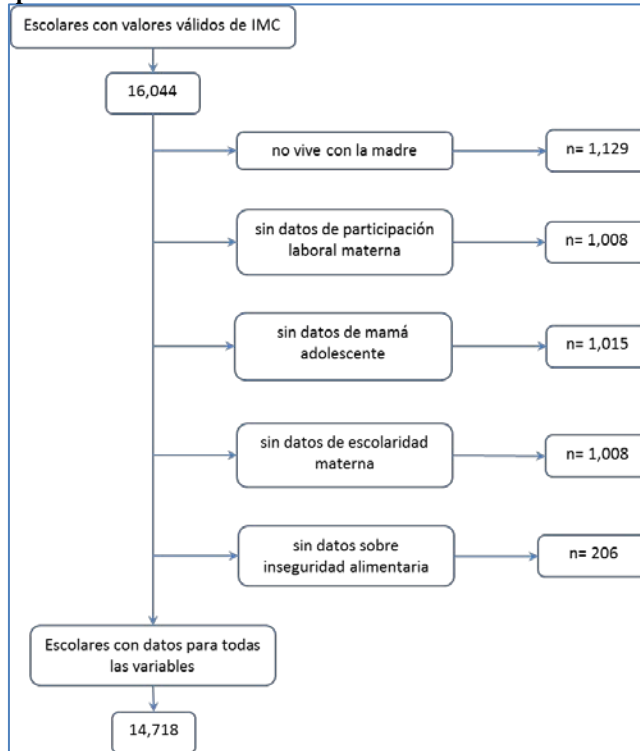 Escolares con valores válidos de IMC
16,044
no vive con la madre
n= 1,129
sin datos de participación
laboral materna
n= 1,008
sin datos de mamá
adolescente
n= 1,015
sin datos de escolaridad
materna
n= 1,008
sin datos sobre
inseguridad alimentaria
n= 206
Escolares con datos para todas
las variables
14,718